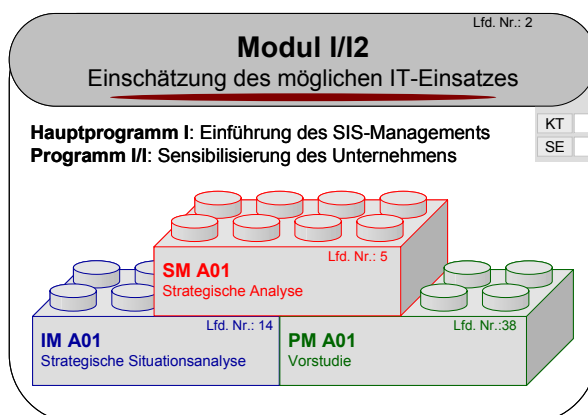 Lfd. Nr.: 2
Modul I/I2
Einschätzung des möglichen IT-Einsatzes
Hauptprogramm I: Einführung des SIS-Managements
Programm I/I: Sensibilisierung des Unternehmens
KT
SE
Lfd. Nr.: 5
SM A01
Strategische Analyse
Lfd. Nr.: 14
IM A01
Strategische Situationsanalyse
Lfd. Nr.:38
PM A01
Vorstudie